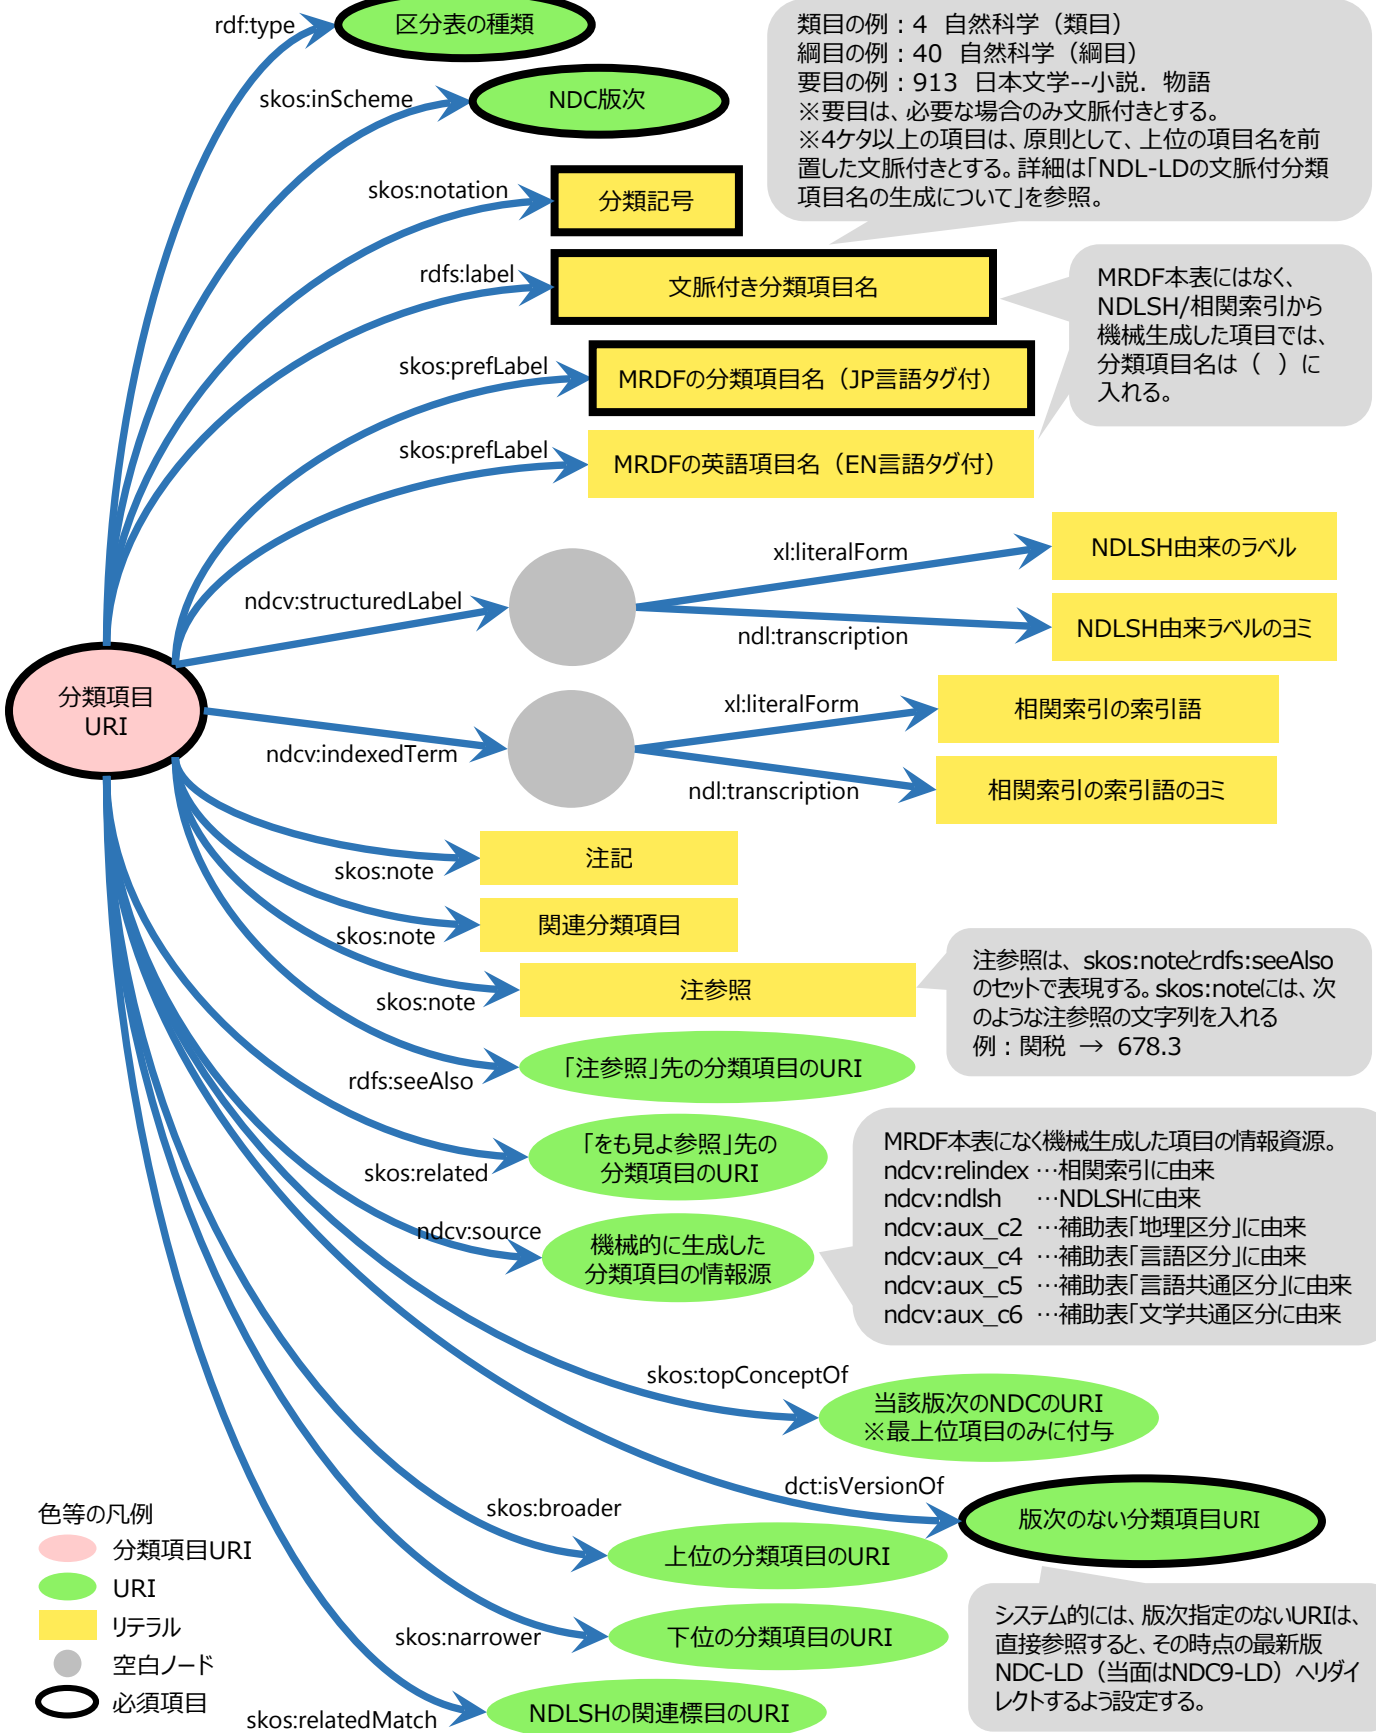 rdf:type
区分表の種類
skos:inScheme
NDC版次
類目の例：4 自然科学（類目）
綱目の例：40 自然科学（綱目）
要目の例：913 日本文学--小説．物語
※要目は、必要な場合のみ文脈付きとする。
※4ケタ以上の項目は、原則として、上位の項目名を前
置した文脈付きとする。詳細は「NDL-LDの文脈付分類
項目名の生成について」を参照。
skos:notation
分類記号
rdfs:label
文脈付き分類項目名
MRDF本表にはなく、
NDLSH/相関索引から
機械生成した項目では、
分類項目名は（ ）に
入れる。
skos:prefLabel
MRDFの分類項目名（JP言語タグ付）
skos:prefLabel
MRDFの英語項目名（EN言語タグ付）
ndcv:structuredLabel
xl:literalForm
NDLSH由来のラベル
ndl:transcription
NDLSH由来ラベルのヨミ
分類項目
URI
ndcv:indexedTerm
xl:literalForm
相関索引の索引語
ndl:transcription
相関索引の索引語のヨミ
skos:note
注記
skos:note
関連分類項目
skos:note
注参照
注参照は、skos:noteとrdfs:seeAlso
のセットで表現する。skos:noteには、次
のような注参照の文字列を入れる
例：関税 → 678.3
rdfs:seeAlso
「注参照」先の分類項目のURI
skos:related
「をも見よ参照」先の
分類項目のURI
ndcv:source
機械的に生成した
分類項目の情報源
MRDF本表になく機械生成した項目の情報資源。
ndcv:relindex …相関索引に由来
ndcv:ndlsh …NDLSHに由来
ndcv:aux_c2 …補助表「地理区分」に由来
ndcv:aux_c4 …補助表「言語区分」に由来
ndcv:aux_c5 …補助表「言語共通区分」に由来
ndcv:aux_c6 …補助表「文学共通区分に由来
skos:topConceptOf
当該版次のNDCのURI
※最上位項目のみに付与
dct:isVersionOf
版次のない分類項目URI
skos:broader
上位の分類項目のURI
skos:narrower
下位の分類項目のURI
skos:relatedMatch
NDLSHの関連標目のURI
システム的には、版次指定のないURIは、
直接参照すると、その時点の最新版
NDC-LD（当面はNDC9-LD）へリダイ
レクトするよう設定する。
色等の凡例
分類項目URI
URI
リテラル
空白ノード
必須項目